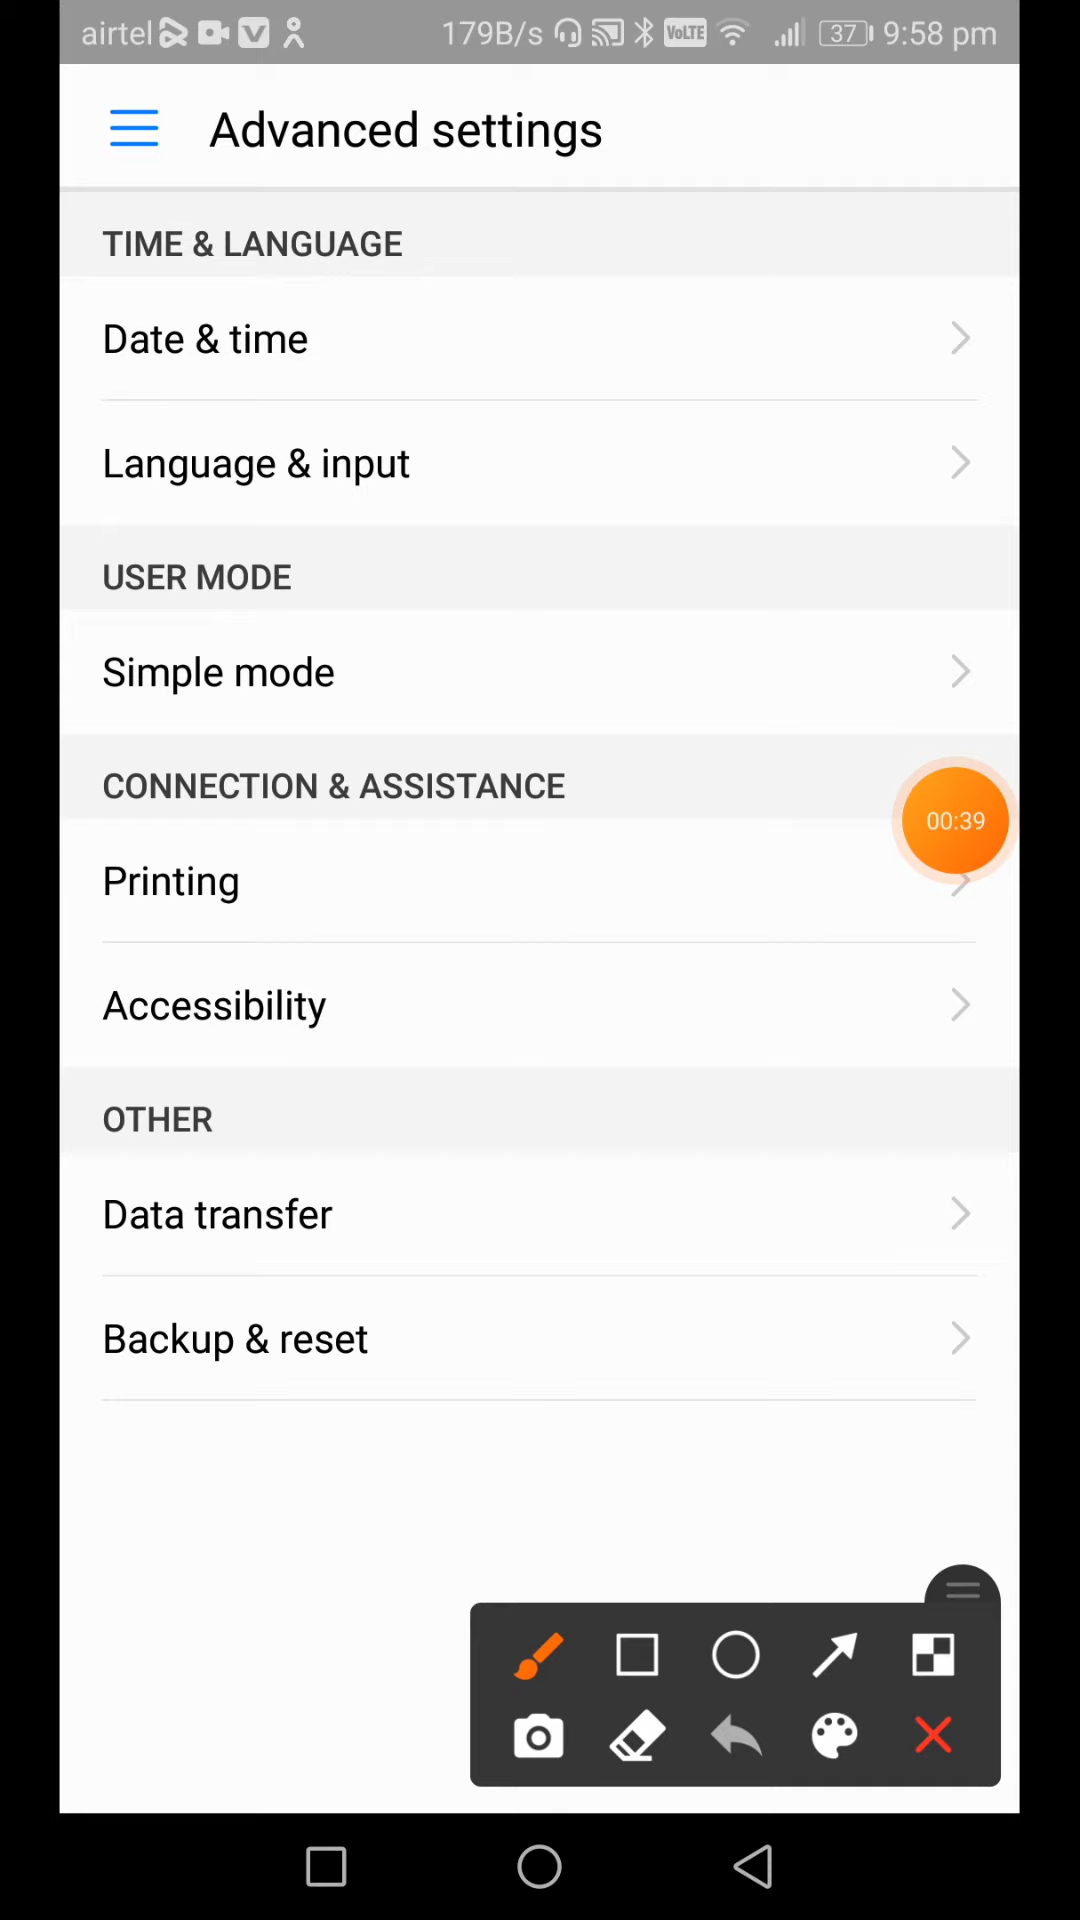 airtel 179B/s VoLTE 37 9:58 pm
Advanced settings
TIME & LANGUAGE
Date & time
Language & input
USER MODE
Simple mode
CONNECTION & ASSISTANCE
00:39
Printing
Accessibility
OTHER
Data transfer
Backup & reset